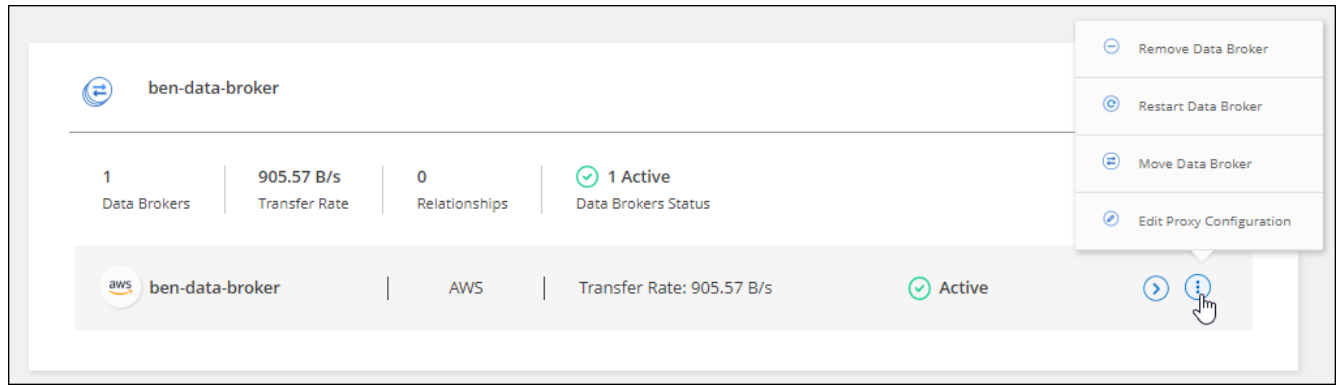 ben-data-broker
Remove Data Broker
Restart Data Broker
Move Data Broker
Edit Proxy Configuration
1
Data Brokers
905.57 B/s
Transfer Rate
0
Relationships
1 Active
Data Brokers Status
aws ben-data-broker AWS Transfer Rate: 905.57 B/s Active